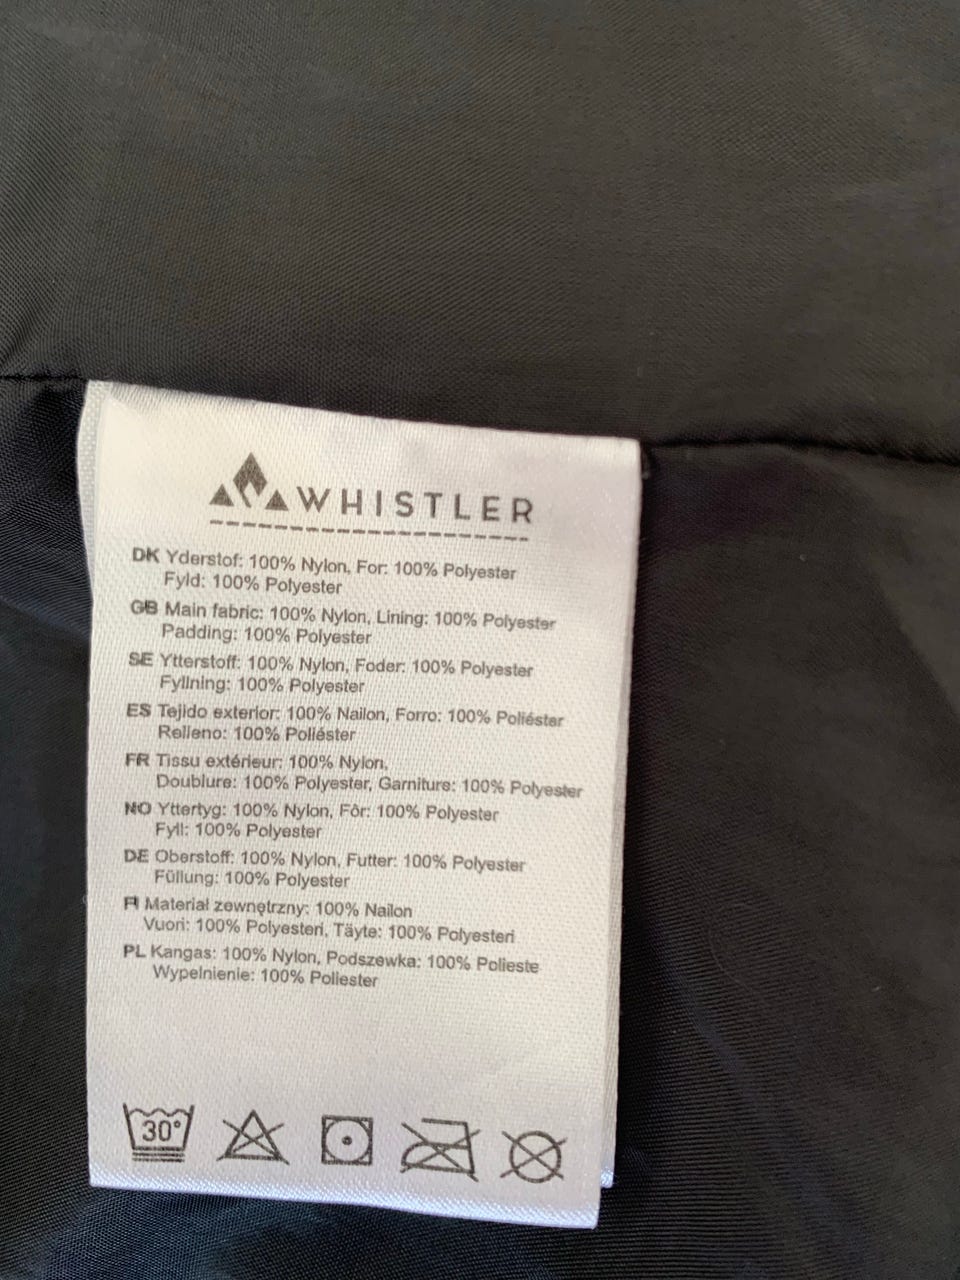 WHISTLER
DK Yderstof: 100% Nylon, For: 100% Polyester
Fyld: 100% Polyester
GB Main fabric: 100% Nylon, Lining: 100% Polyester
Padding: 100% Polyester
SE Ytterstoff: 100% Nylon, Foder: 100% Polyester
Fyllning: 100% Polyester
ES Tejido exterior: 100% Nailon, Forro: 100% Poliéster
Relleno: 100% Poliéster
FR Tissu extérieur: 100% Nylon,
Doublure: 100% Polyester, Garniture: 100% Polyester
NO Yttertyg: 100% Nylon, Fôr: 100% Polyester
Fyll: 100% Polyester
DE Oberstoff: 100% Nylon, Futter: 100% Polyester
Füllung: 100% Polyester
FI Materiał zewnętrzny: 100% Nailon
Vuori: 100% Polyesteri, Täyte: 100% Polyesteri
PL Kangas: 100% Nylon, Podszewka: 100% Polieste
Wypelnienie: 100% Poliester
30°